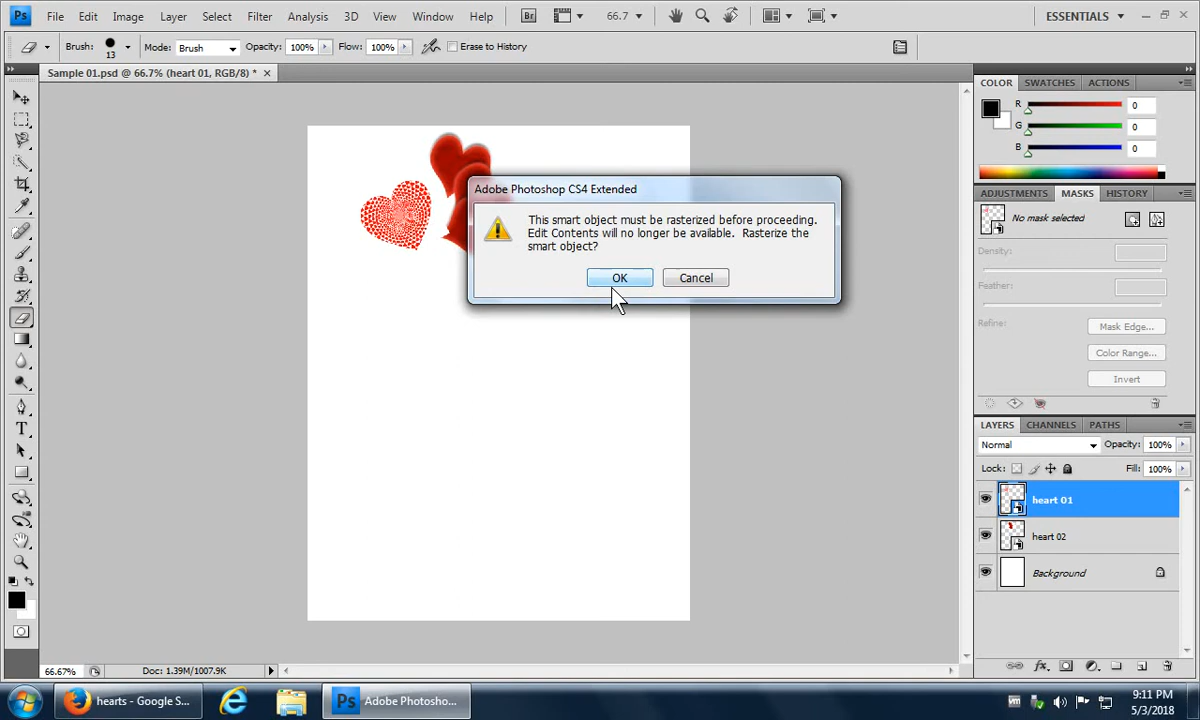 Ps File Edit Image Layer Select Filter Analysis 3D View Window Help Br 66.7 ESSENTIALS
Brush: 13 Mode: Brush Opacity: 100% Flow: 100% Erase to History
Sample 01.psd @ 66.7% (heart 01, RGB/8) *
COLOR SWATCHES ACTIONS
R 0
G 0
B 0
ADJUSTMENTS MASKS HISTORY
No mask selected
Density:
Feather:
Refine: Mask Edge...
Color Range...
Invert
Adobe Photoshop CS4 Extended
This smart object must be rasterized before proceeding.
Edit Contents will no longer be available. Rasterize the
smart object?
OK Cancel
LAYERS CHANNELS PATHS
Normal Opacity: 100%
Lock: Fill: 100%
heart 01
heart 02
Background
T
66.67% Doc: 1.39M/1007.9K
hearts - Google S...
Ps Adobe Photosho...
9:11 PM
5/3/2018